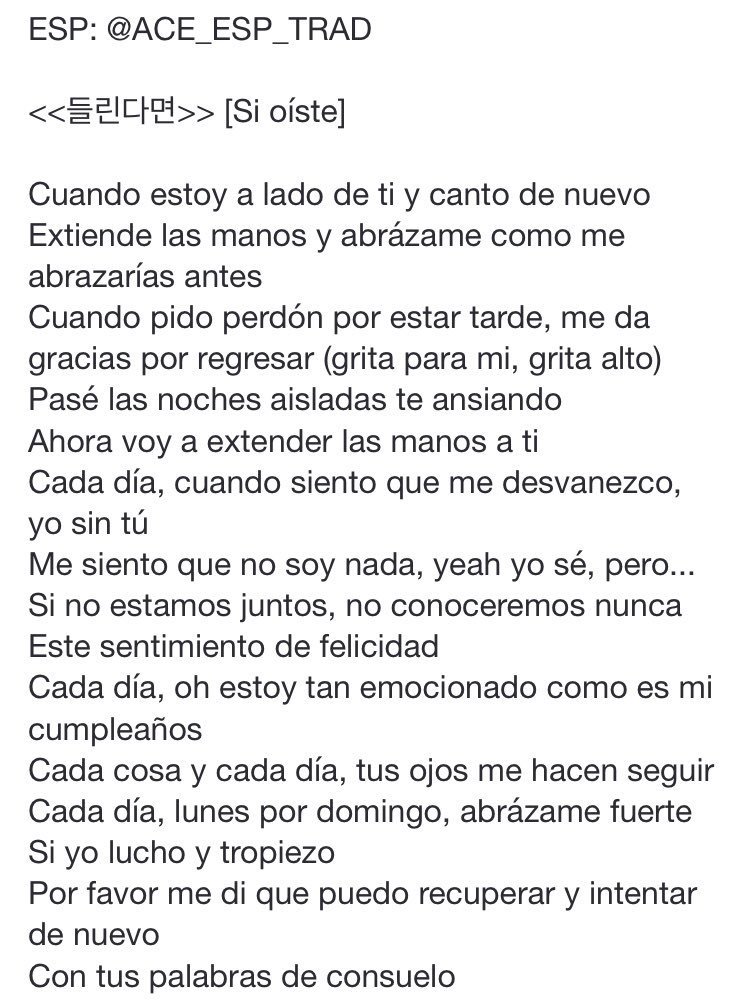 ESP: @ACE_ESP_TRAD
<<들린다면>> [Si oíste]
Cuando estoy a lado de ti y canto de nuevo
Extiende las manos y abrázame como me
abrazarías antes
Cuando pido perdón por estar tarde, me da
gracias por regresar (grita para mi, grita alto)
Pasé las noches aisladas te ansiando
Ahora voy a extender las manos a ti
Cada día, cuando siento que me desvanezco,
yo sin tú
Me siento que no soy nada, yeah yo sé, pero...
Si no estamos juntos, no conoceremos nunca
Este sentimiento de felicidad
Cada día, oh estoy tan emocionado como es mi
cumpleaños
Cada cosa y cada día, tus ojos me hacen seguir
Cada día, lunes por domingo, abrázame fuerte
Si yo lucho y tropiezo
Por favor me di que puedo recuperar y intentar
de nuevo
Con tus palabras de consuelo